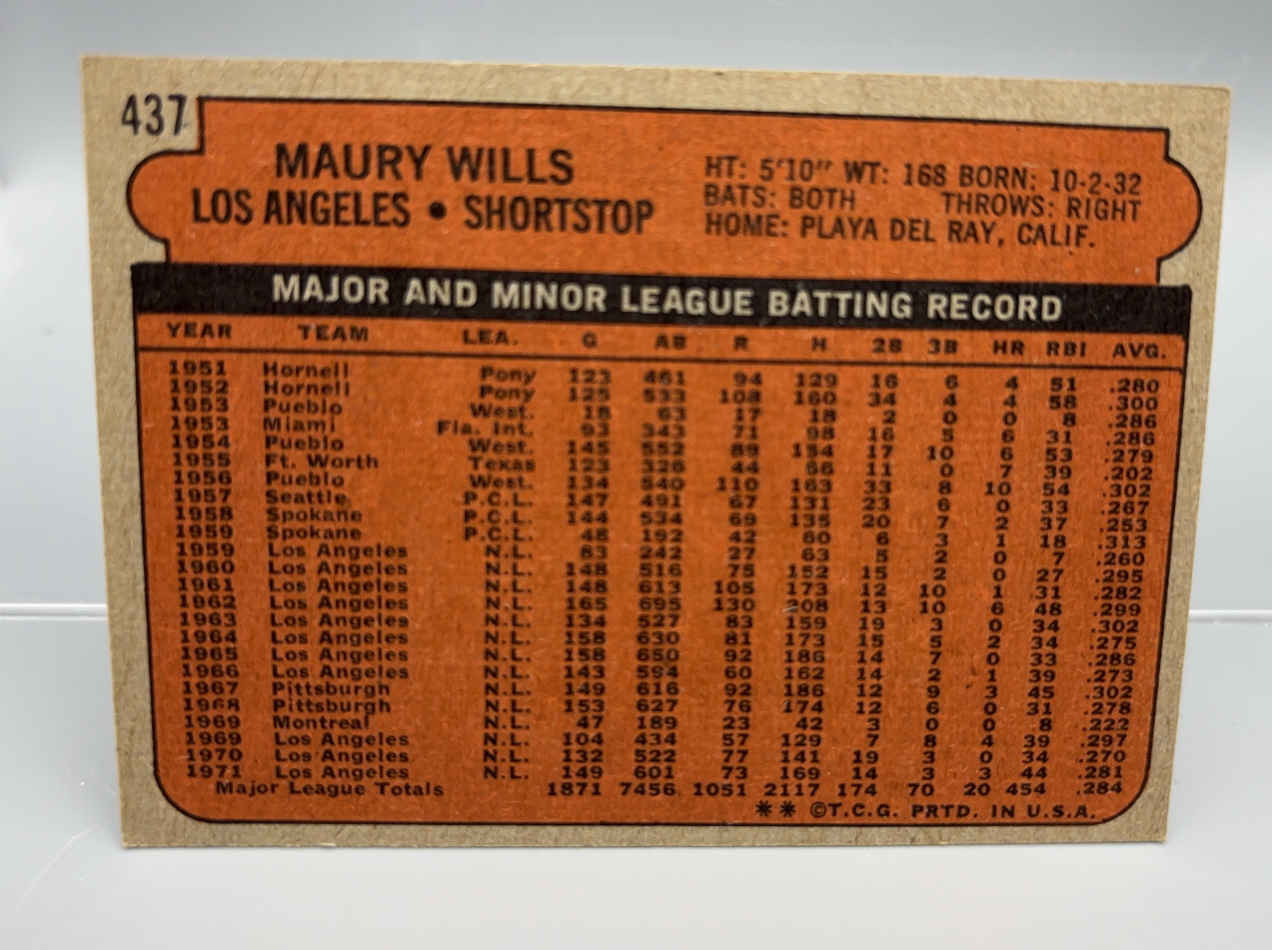 437
MAURY WILLS
LOS ANGELES • SHORTSTOP
HT: 5'10" WT: 168 BORN: 10-2-32
BATS: BOTH THROWS: RIGHT
HOME: PLAYA DEL RAY, CALIF.
MAJOR AND MINOR LEAGUE BATTING RECORD
YEAR TEAM LEA. G AB R H 2B 3B HR RBI AVG.
1951 Hornell Pony 123 461 94 129 16 6 4 51 .280
1952 Hornell Pony 125 533 108 160 34 4 4 58 .300
1953 Pueblo West. 18 63 17 18 2 0 0 8 .286
1953 Miami Fla. Int. 93 343 71 98 16 5 6 31 .286
1954 Pueblo West. 145 552 89 154 17 10 6 53 .279
1955 Ft. Worth Texas 123 326 44 66 11 0 7 39 .202
1956 Pueblo West. 134 540 110 163 33 8 10 54 .302
1957 Seattle P.C.L. 147 491 67 131 23 6 0 33 .267
1958 Spokane P.C.L. 144 534 69 135 20 7 2 37 .253
1959 Spokane P.C.L. 48 192 42 60 6 3 1 18 .313
1959 Los Angeles N.L. 83 242 27 63 5 2 0 7 .260
1960 Los Angeles N.L. 148 516 75 152 15 2 0 27 .295
1961 Los Angeles N.L. 148 613 105 173 12 10 1 31 .282
1962 Los Angeles N.L. 165 695 130 208 13 10 6 48 .299
1963 Los Angeles N.L. 134 527 83 159 19 3 0 34 .302
1964 Los Angeles N.L. 158 630 81 173 15 5 2 34 .275
1965 Los Angeles N.L. 158 650 92 186 14 7 0 33 .286
1966 Los Angeles N.L. 143 594 60 162 14 2 1 39 .273
1967 Pittsburgh N.L. 149 616 92 186 12 9 3 45 .302
1968 Pittsburgh N.L. 153 627 76 174 12 6 0 31 .278
1969 Montreal N.L. 47 189 23 42 3 0 0 8 .222
1969 Los Angeles N.L. 104 434 57 129 7 8 4 39 .297
1970 Los Angeles N.L. 132 522 77 141 19 3 0 34 .270
1971 Los Angeles N.L. 149 601 73 169 14 3 3 44 .281
Major League Totals 1871 7456 1051 2117 174 70 20 454 .284
** ©T.C.G. PRTD. IN U.S.A.